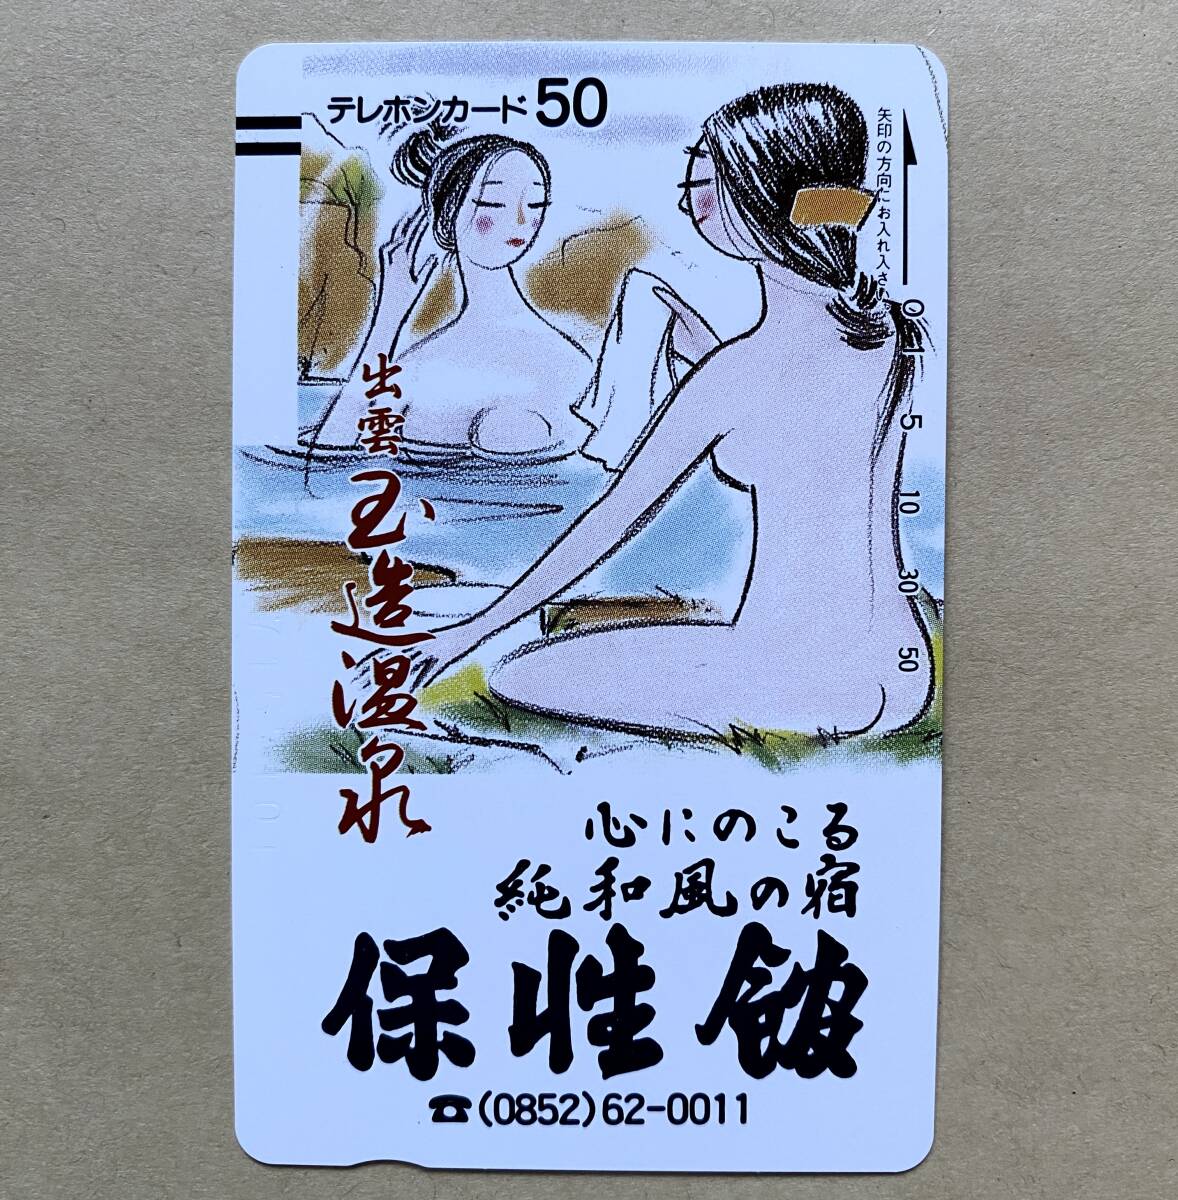 テレホンカード50
矢印の方向にお入れ下さい。
0
1
5
10
30
50
出雲玉造温泉
心にのこる
純和風の宿
保性館
☎(0852)62-0011